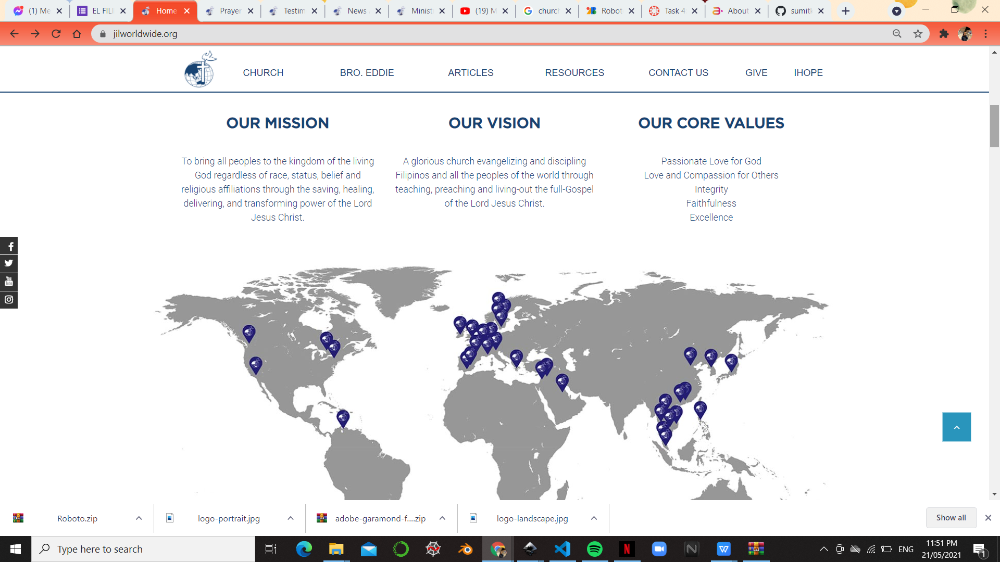 (1) Me
EL FILI
Home
Prayer
Testim
News
Minist
(19) M
church
Robot
Task 4
About
sumitk
jilworldwide.org
CHURCH
BRO. EDDIE
ARTICLES
RESOURCES
CONTACT US
GIVE
IHOPE
OUR MISSION
To bring all peoples to the kingdom of the living
God regardless of race, status, belief and
religious affiliations through the saving, healing,
delivering, and transforming power of the Lord
Jesus Christ.
OUR VISION
A glorious church evangelizing and discipling
Filipinos and all the peoples of the world through
teaching, preaching and living-out the full-Gospel
of the Lord Jesus Christ.
OUR CORE VALUES
Passionate Love for God
Love and Compassion for Others
Integrity
Faithfulness
Excellence
You
Tube
Roboto.zip
logo-portrait.jpg
adobe-garamond-f....zip
logo-landscape.jpg
Show all
Type here to search
ENG
11:51 PM
21/05/2021
1